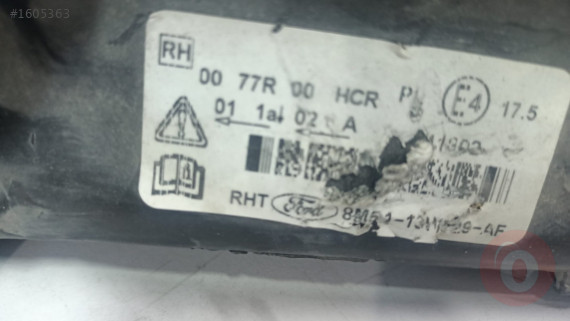 #1605363
RH
00 77R 00 HCR P
E4 17.5
01 1a 02 A
RHT Ford